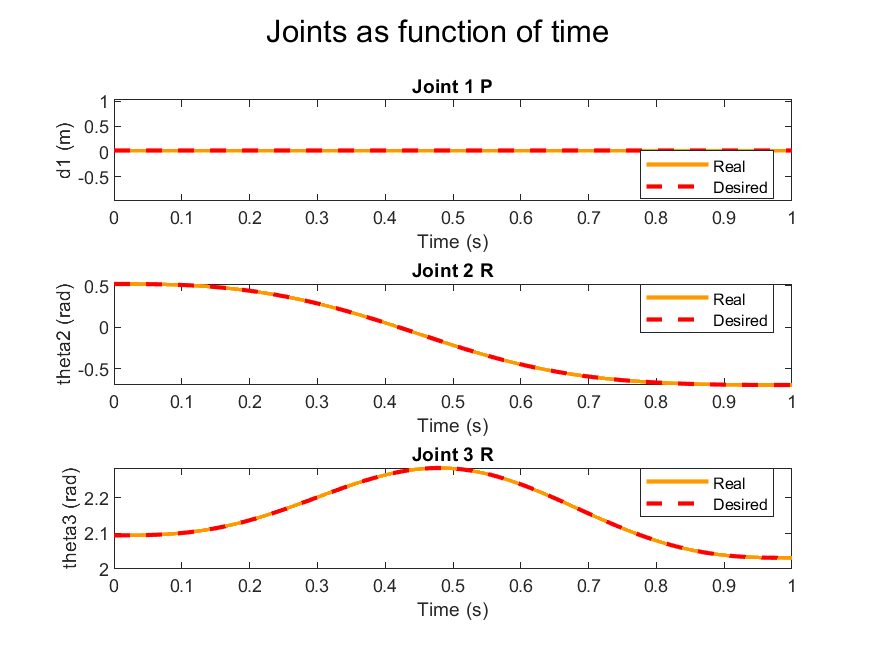 Joints as function of time
Joint 1 P
d1 (m)
1
0.5
0
-0.5
Real
Desired
0 0.1 0.2 0.3 0.4 0.5 0.6 0.7 0.8 0.9 1
Time (s)
Joint 2 R
theta2 (rad)
0.5
0
-0.5
Real
Desired
0 0.1 0.2 0.3 0.4 0.5 0.6 0.7 0.8 0.9 1
Time (s)
Joint 3 R
theta3 (rad)
2.2
2.1
2
Real
Desired
0 0.1 0.2 0.3 0.4 0.5 0.6 0.7 0.8 0.9 1
Time (s)